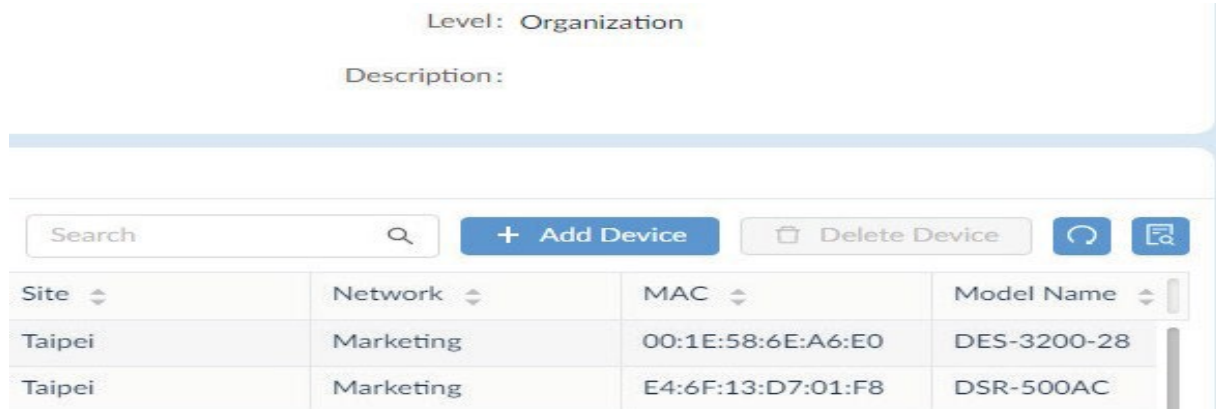 Level: Organization
Description:
Search + Add Device Delete Device
Site Network MAC Model Name
Taipei Marketing 00:1E:58:6E:A6:E0 DES-3200-28
Taipei Marketing E4:6F:13:D7:01:F8 DSR-500AC